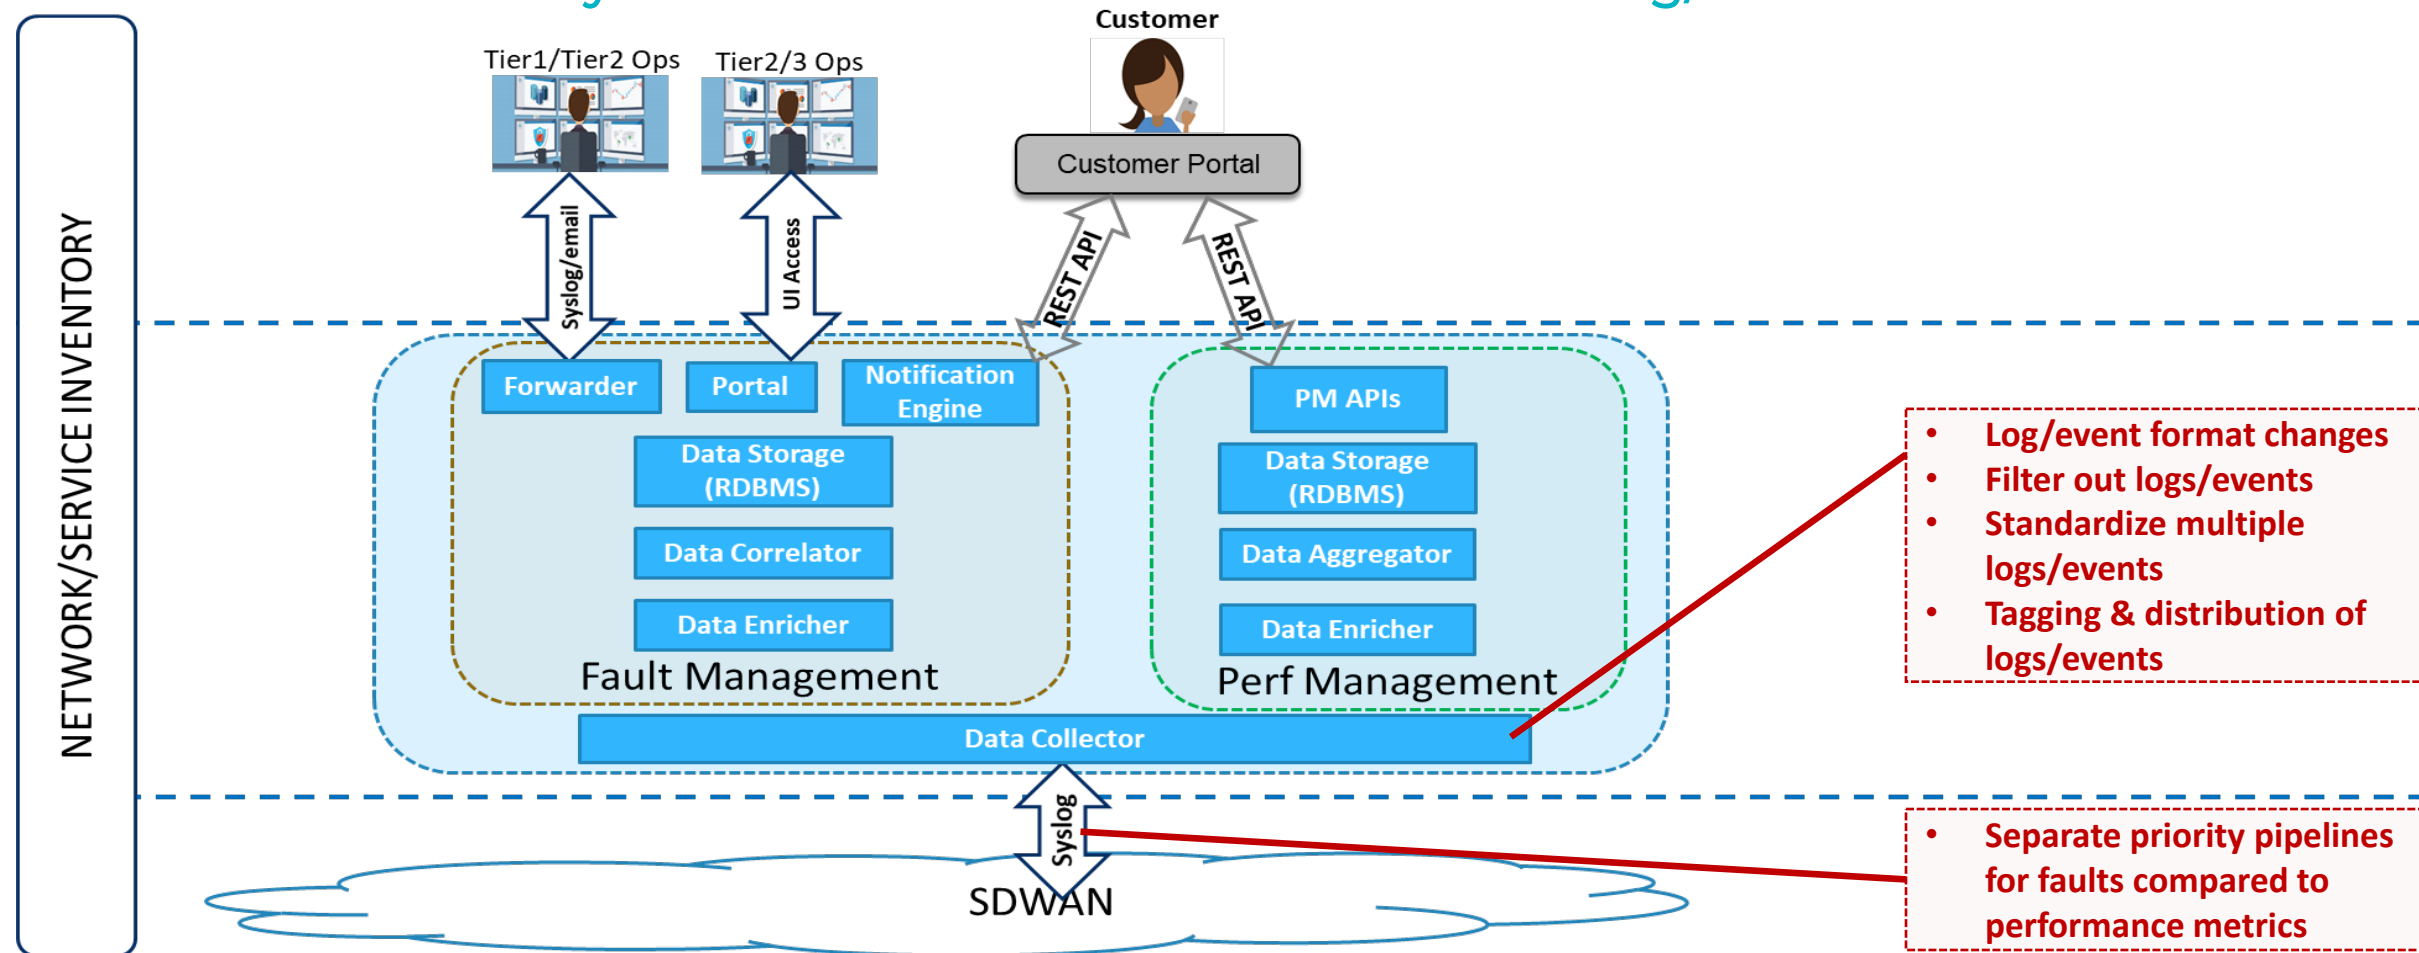 Customer
Tier1/Tier2 Ops
Tier2/3 Ops
Customer Portal
Syslog/email
UI Access
REST API
REST API
NETWORK/SERVICE INVENTORY
Forwarder
Portal
Notification
Engine
PM APIs
Data Storage
(RDBMS)
Data Storage
(RDBMS)
Data Correlator
Data Aggregator
Data Enricher
Data Enricher
Fault Management
Perf Management
Data Collector
Syslog
SDWAN
• Log/event format changes
• Filter out logs/events
• Standardize multiple
logs/events
• Tagging & distribution of
logs/events
• Separate priority pipelines
for faults compared to
performance metrics